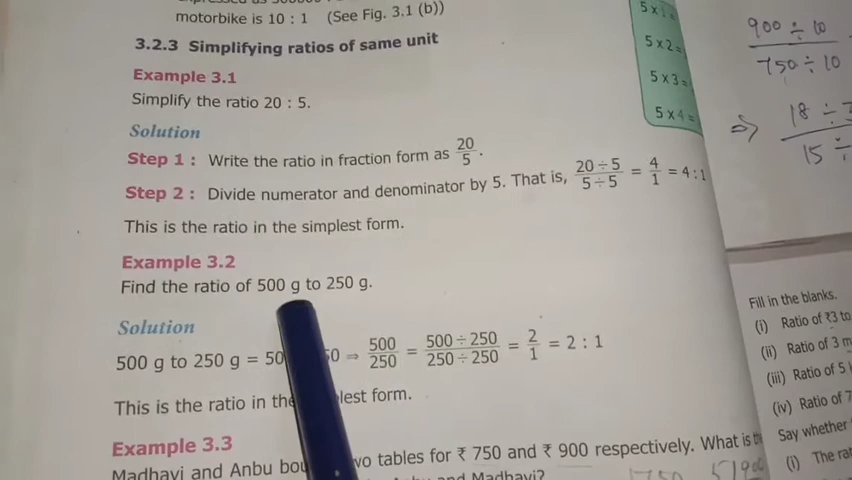 motorbike is 10 : 1 (See Fig. 3.1 (b))
3.2.3 Simplifying ratios of same unit
Example 3.1
Simplify the ratio 20 : 5.
Solution
Step 1 : Write the ratio in fraction form as 20/5.
Step 2 : Divide numerator and denominator by 5. That is, 20 ÷ 5 / 5 ÷ 5 = 4/1 = 4 : 1
This is the ratio in the simplest form.
Example 3.2
Find the ratio of 500 g to 250 g.
Solution
500 g to 250 g = 50 ⇒ 500/250 = 500 ÷ 250 / 250 ÷ 250 = 2/1 = 2 : 1
This is the ratio in the lest form.
Example 3.3
Madhavi and Anbu bou wo tables for ₹ 750 and ₹ 900 respectively. What is
Madhavi?
5 x
5 x 2 =
5 x 3 =
5 x 4 =
900 ÷ 10
750 ÷ 10
⇒ 18 ÷
15 ÷
Fill in the blanks.
(i) Ratio of ₹3 to
(ii) Ratio of 3 m
(iii) Ratio of 5
(iv) Ratio of 7
Say whether
(i) The